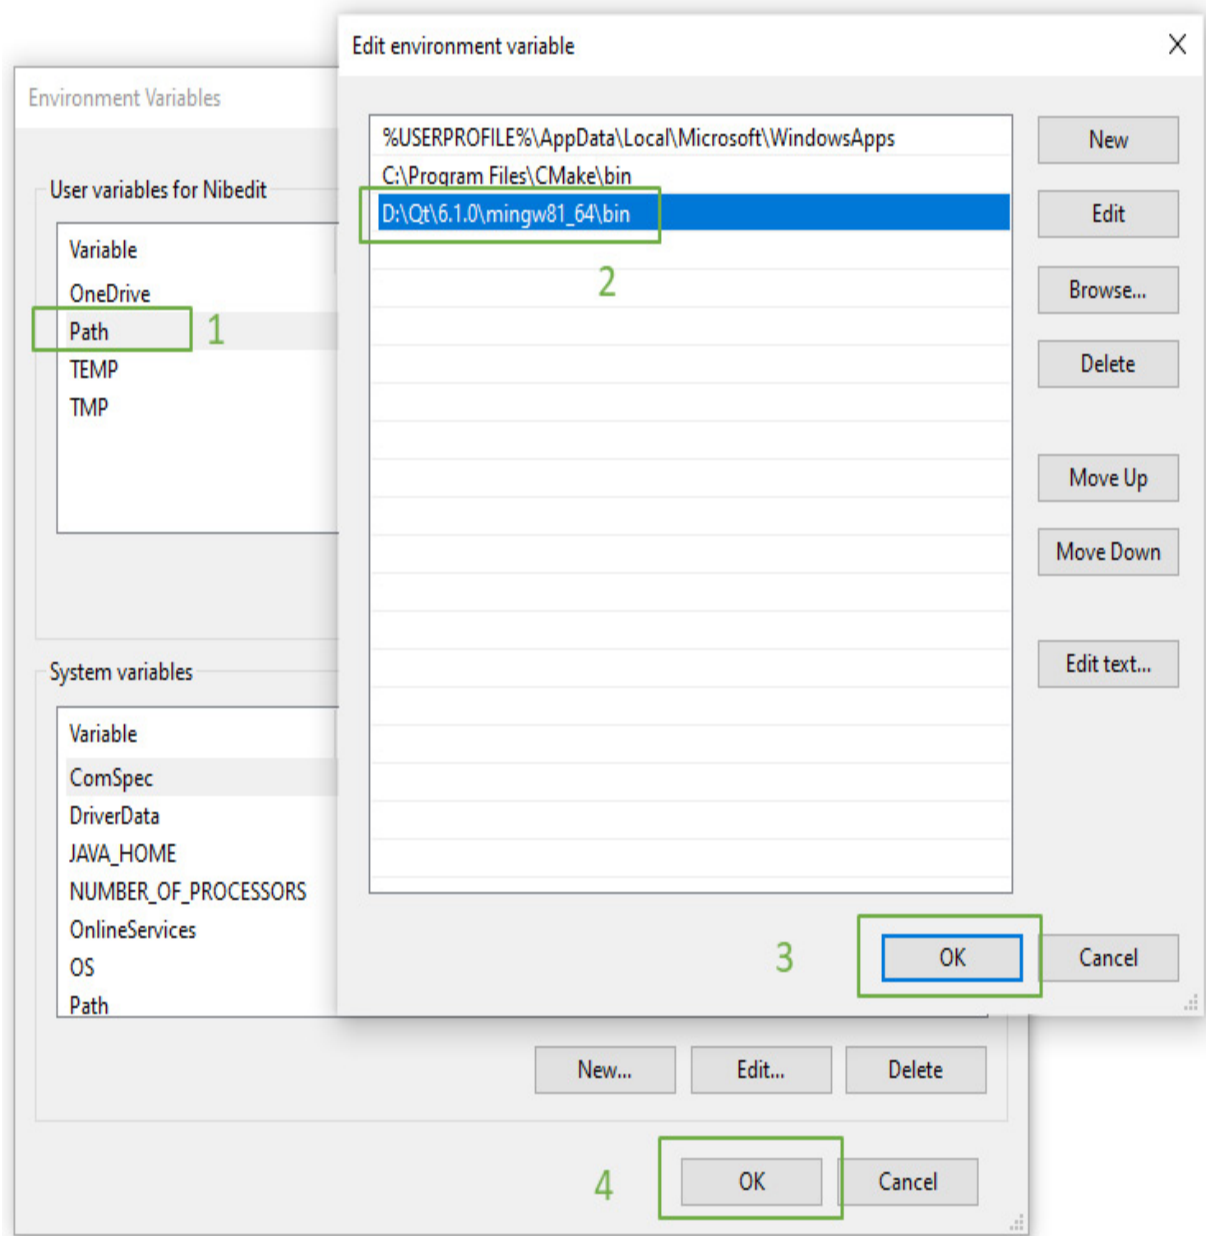 Edit environment variable
Environment Variables
%USERPROFILE%\AppData\Local\Microsoft\WindowsApps
C:\Program Files\CMake\bin
D:\Qt\6.1.0\mingw81_64\bin
2
New
Edit
Browse...
Delete
Move Up
Move Down
Edit text...
3
OK
Cancel
User variables for Nibedit
Variable
OneDrive
Path
1
TEMP
TMP
System variables
Variable
ComSpec
DriverData
JAVA_HOME
NUMBER_OF_PROCESSORS
OnlineServices
OS
Path
New...
Edit...
Delete
4
OK
Cancel